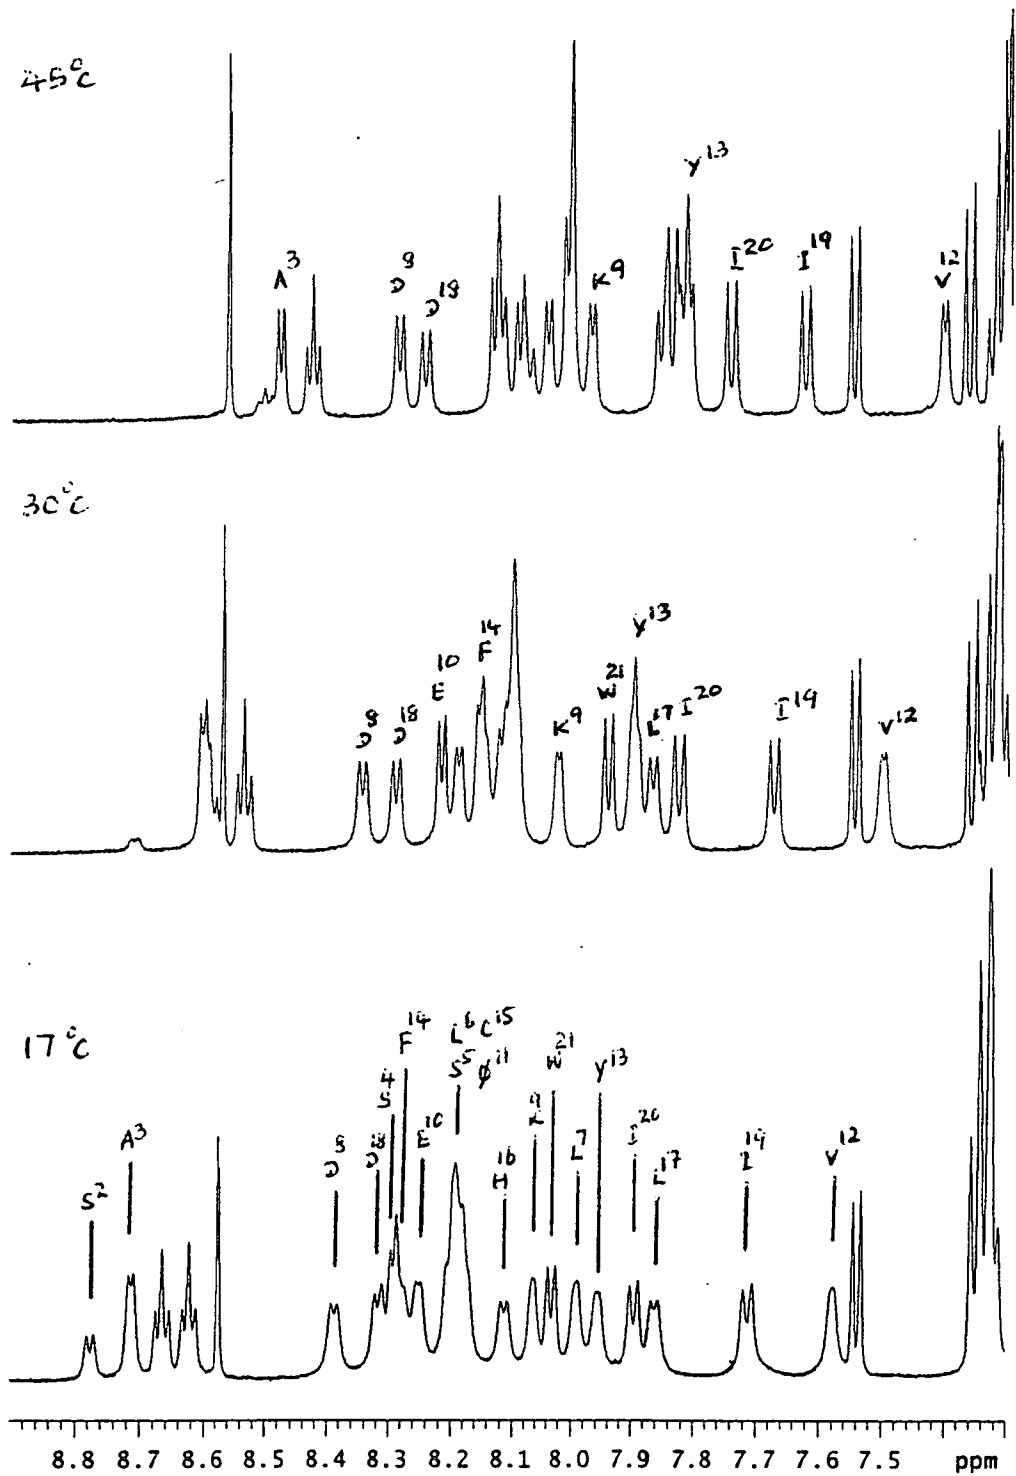 45°C
A³ D⁸ D¹⁸ K⁹ Y¹³ I²⁰ I¹⁹ V¹²
30°C
D⁸ D¹⁸ E¹⁰ F¹⁴ K⁹ W²¹ Y¹³ L¹⁷ I²⁰ I¹⁹ V¹²
17°C
S² A³ D⁸ D¹⁸ S⁴ F¹⁴ E¹⁰ L⁶ C¹⁵
S⁵ ϕ¹¹
H¹⁶ K⁹ W²¹ L⁷ Y¹³ I²⁰ L¹⁷ I¹⁹ V¹²
8.8 8.7 8.6 8.5 8.4 8.3 8.2 8.1 8.0 7.9 7.8 7.7 7.6 7.5 ppm